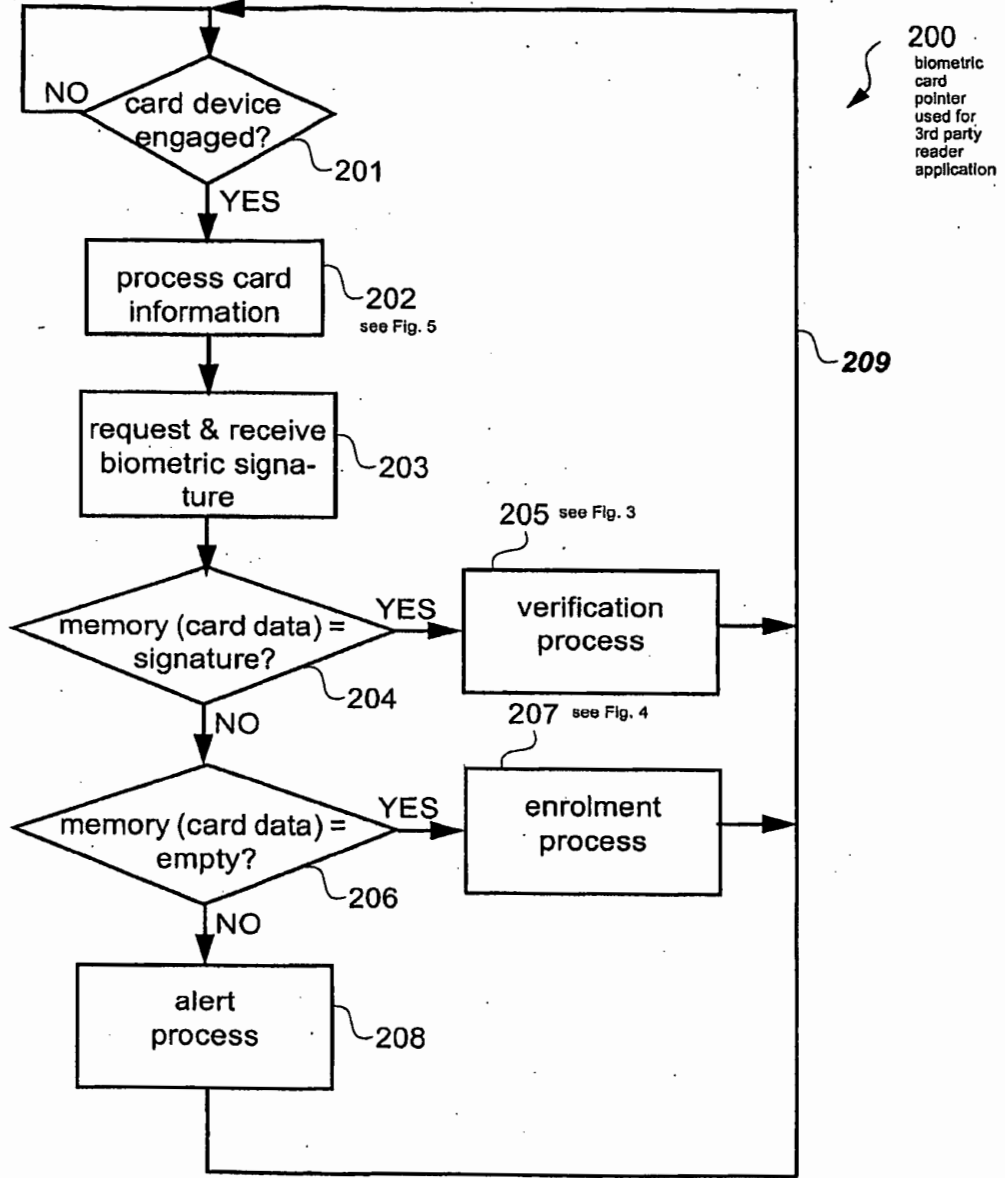 200
biometric
card
pointer
used for
3rd party
reader
application
NO
card device
engaged?
201
YES
process card
information
202
see Fig. 5
209
request & receive
biometric signa-
ture
203
205 see Fig. 3
memory (card data) =
signature?
YES
verification
process
204
NO
207 see Fig. 4
memory (card data) =
empty?
YES
enrolment
process
206
NO
alert
process
208